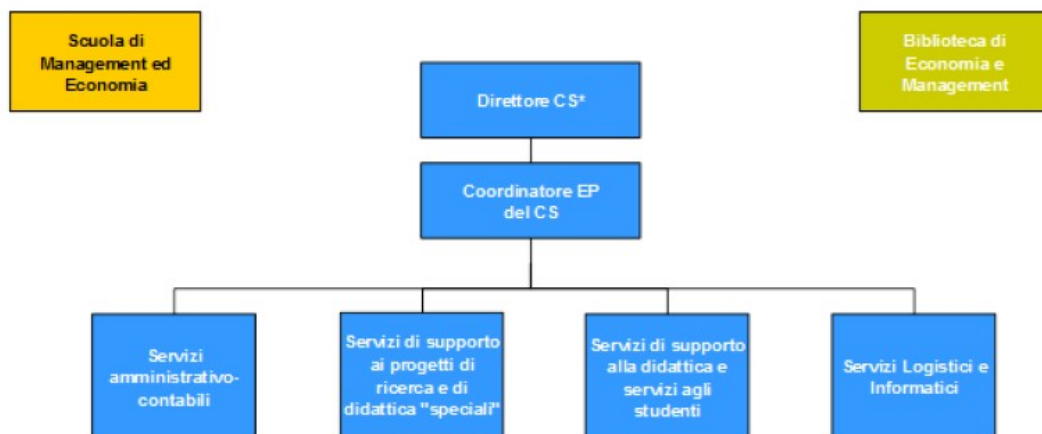 Scuola di
Management ed
Economia
Biblioteca di
Economia e
Management
Direttore CS*
Coordinatore EP
del CS
Servizi
amministrativo-
contabili
Servizi di supporto
ai progetti di
ricerca e di
didattica "speciali"
Servizi di supporto
alla didattica e
servizi agli
studenti
Servizi Logistici e
Informatici